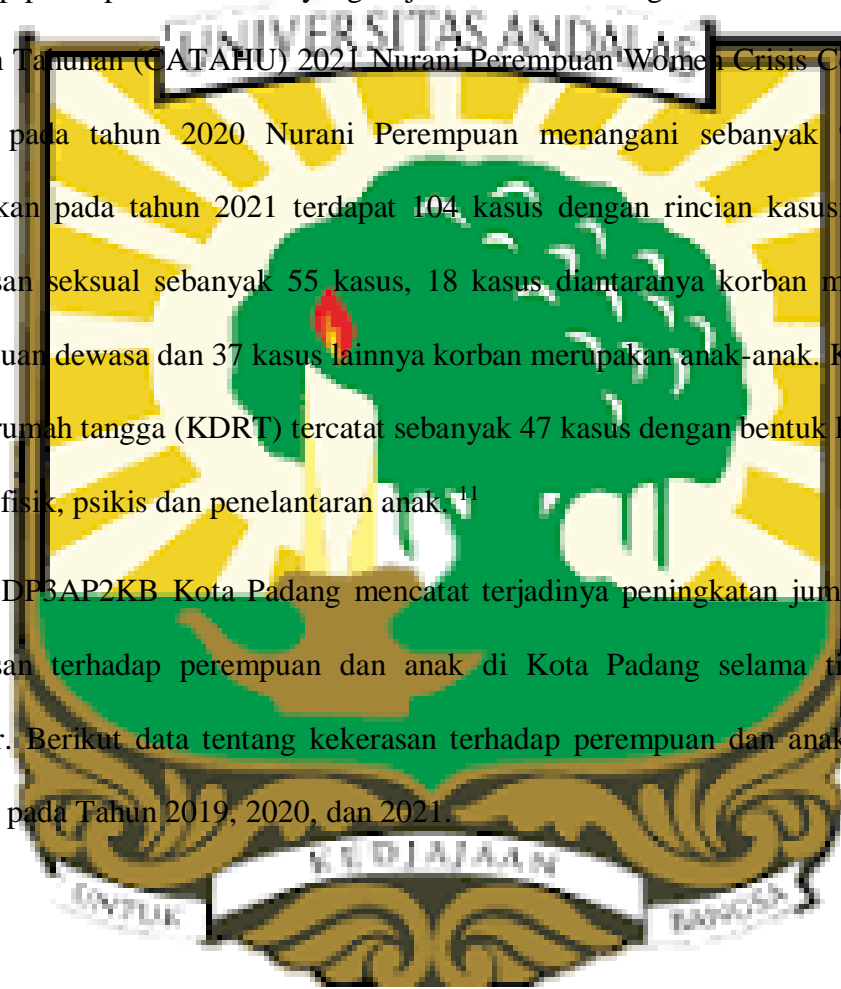 UNIVERSITAS ANDALAS
Tahunan (CATAHU) 2021 Nurani Perempuan Women Crisis
pada tahun 2020 Nurani Perempuan menangani sebanyak
kan pada tahun 2021 terdapat 104 kasus dengan rincian
san seksual sebanyak 55 kasus, 18 kasus diantaranya korban
uan dewasa dan 37 kasus lainnya korban merupakan anak-anak.
rumah tangga (KDRT) tercatat sebanyak 47 kasus dengan bentuk
fisik, psikis dan penelantaran anak. 11
DP3AP2KB Kota Padang mencatat terjadinya peningkatan
san terhadap perempuan dan anak di Kota Padang selama
r. Berikut data tentang kekerasan terhadap perempuan dan anak
pada Tahun 2019, 2020, dan 2021.
KEDJAJAAN
UNTUK BANGSA